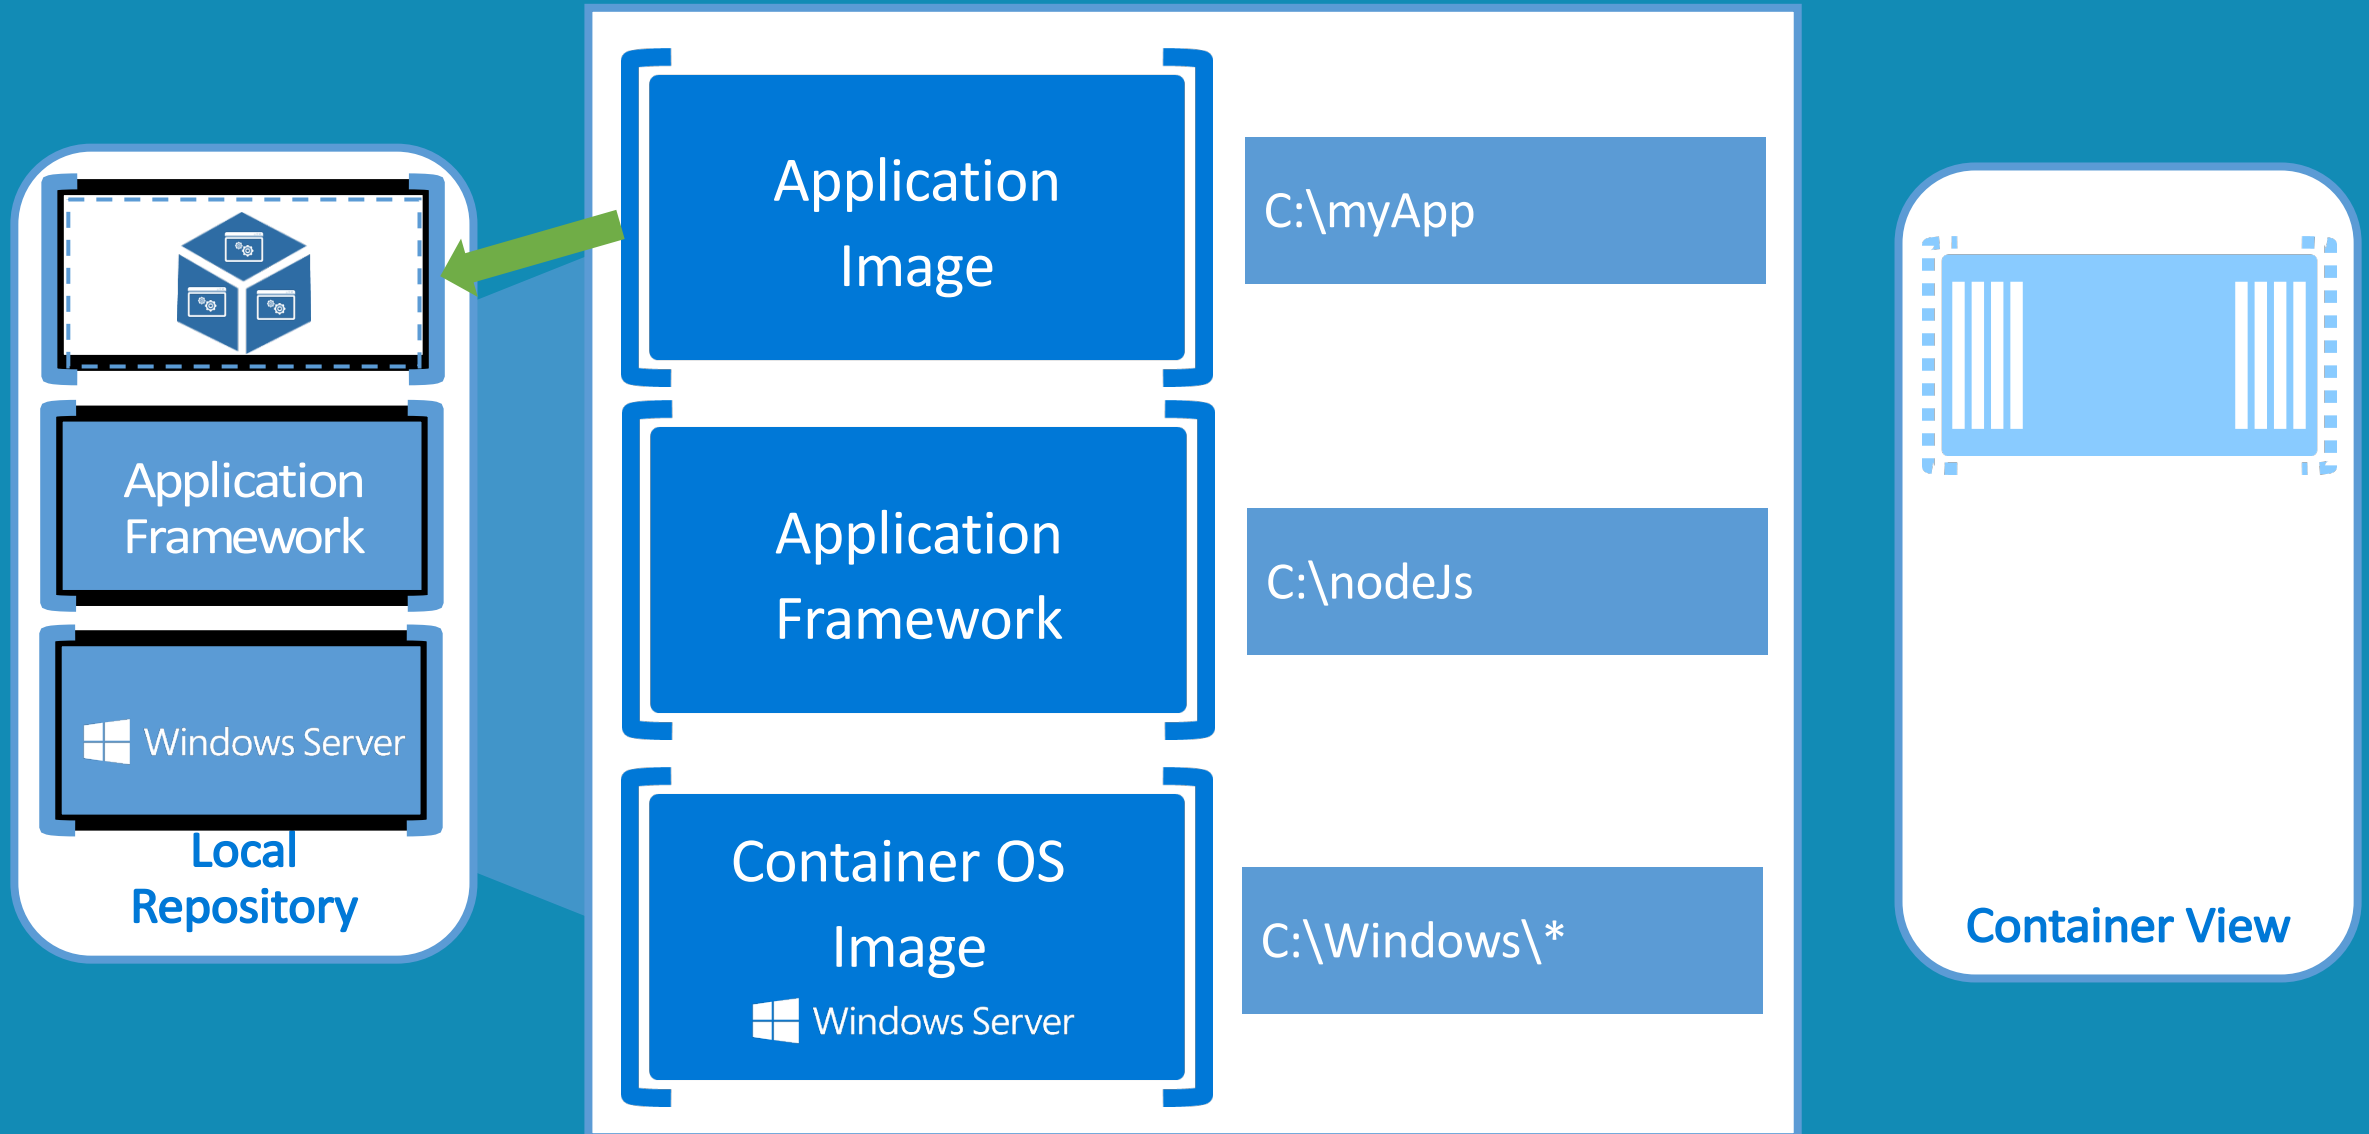 Application
Framework
Windows Server
Local
Repository
Application
Image
C:\myApp
Application
Framework
C:\nodeJs
Container OS
Image
Windows Server
C:\Windows\*
Container View